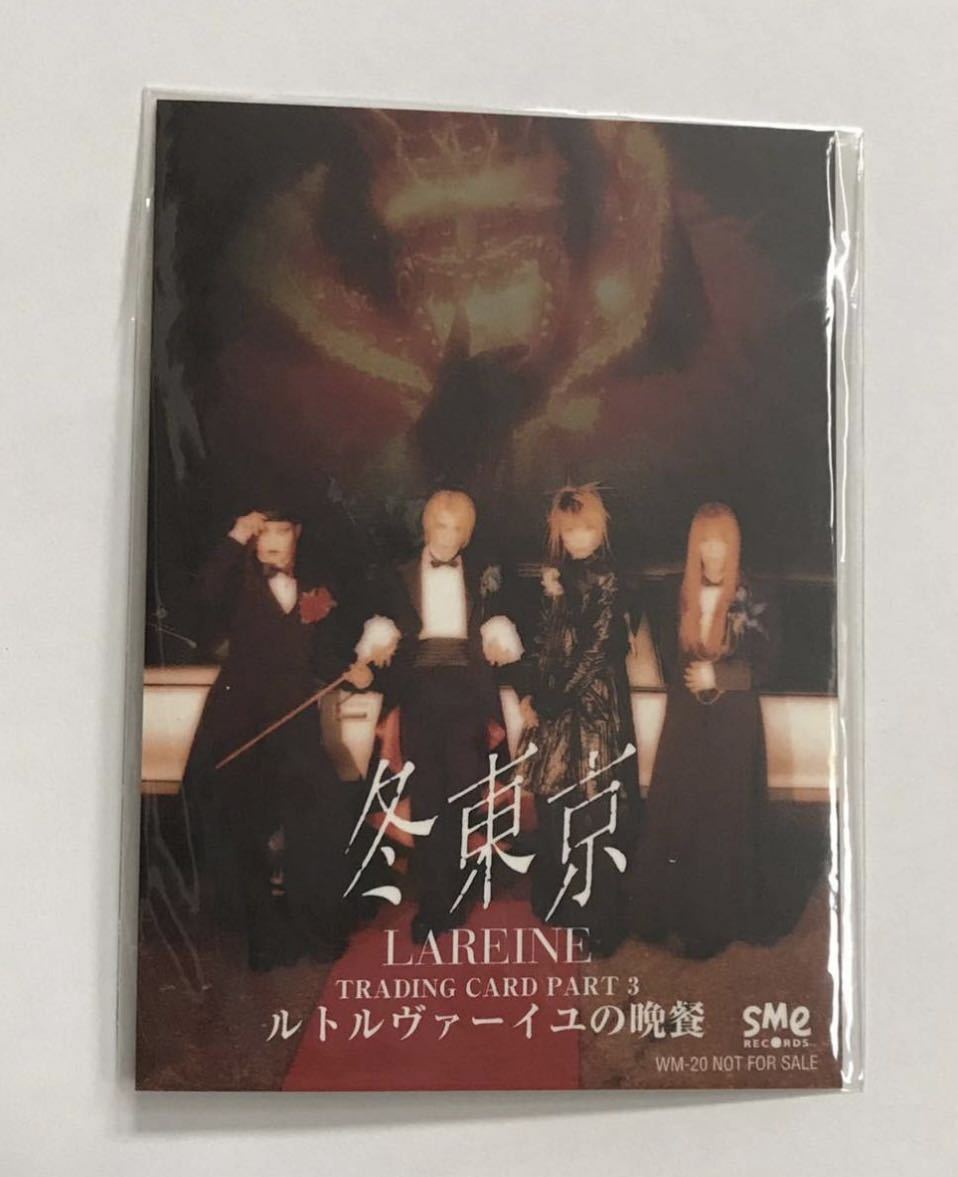 冬東京
LAREINE
TRADING CARD PART 3
ルトルヴァーイユの晩餐
SMe
RECORDS
WM-20 NOT FOR SALE